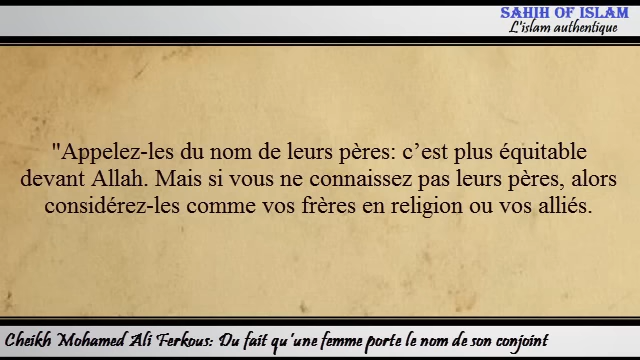 SAHIH OF ISLAM
L'islam authentique
"Appelez-les du nom de leurs pères: c’est plus équitable
devant Allah. Mais si vous ne connaissez pas leurs pères, alors
considérez-les comme vos frères en religion ou vos alliés.
Cheikh Mohamed Ali Ferkous: Du fait qu'une femme porte le nom de son conjoint